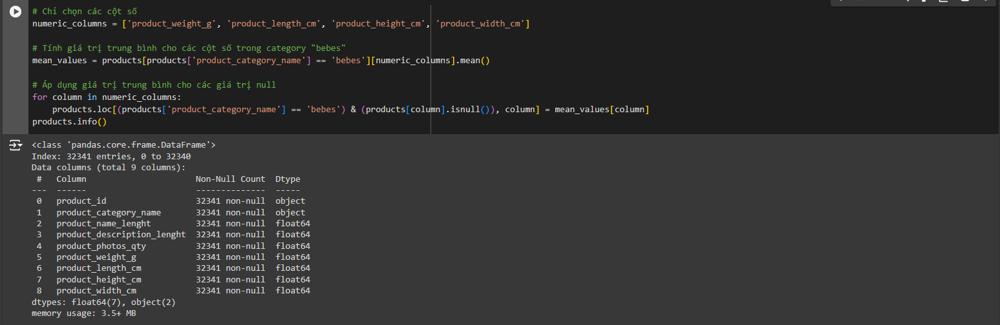 # Chỉ chọn các cột số
numeric_columns = ['product_weight_g', 'product_length_cm', 'product_height_cm', 'product_width_cm']
# Tính giá trị trung bình cho các cột số trong category "bebes"
mean_values = products[products['product_category_name'] == 'bebes'][numeric_columns].mean()
# Áp dụng giá trị trung bình cho các giá trị null
for column in numeric_columns:
    products.loc[(products['product_category_name'] == 'bebes') & (products[column].isnull()), column] = mean_values[column]
products.info()
<class 'pandas.core.frame.DataFrame'>
Index: 32341 entries, 0 to 32340
Data columns (total 9 columns):
 #   Column                      Non-Null Count  Dtype
---  ------                      --------------  -----
 0   product_id                  32341 non-null  object
 1   product_category_name       32341 non-null  object
 2   product_name_lenght         32341 non-null  float64
 3   product_description_lenght  32341 non-null  float64
 4   product_photos_qty          32341 non-null  float64
 5   product_weight_g            32341 non-null  float64
 6   product_length_cm           32341 non-null  float64
 7   product_height_cm           32341 non-null  float64
 8   product_width_cm            32341 non-null  float64
dtypes: float64(7), object(2)
memory usage: 3.5+ MB